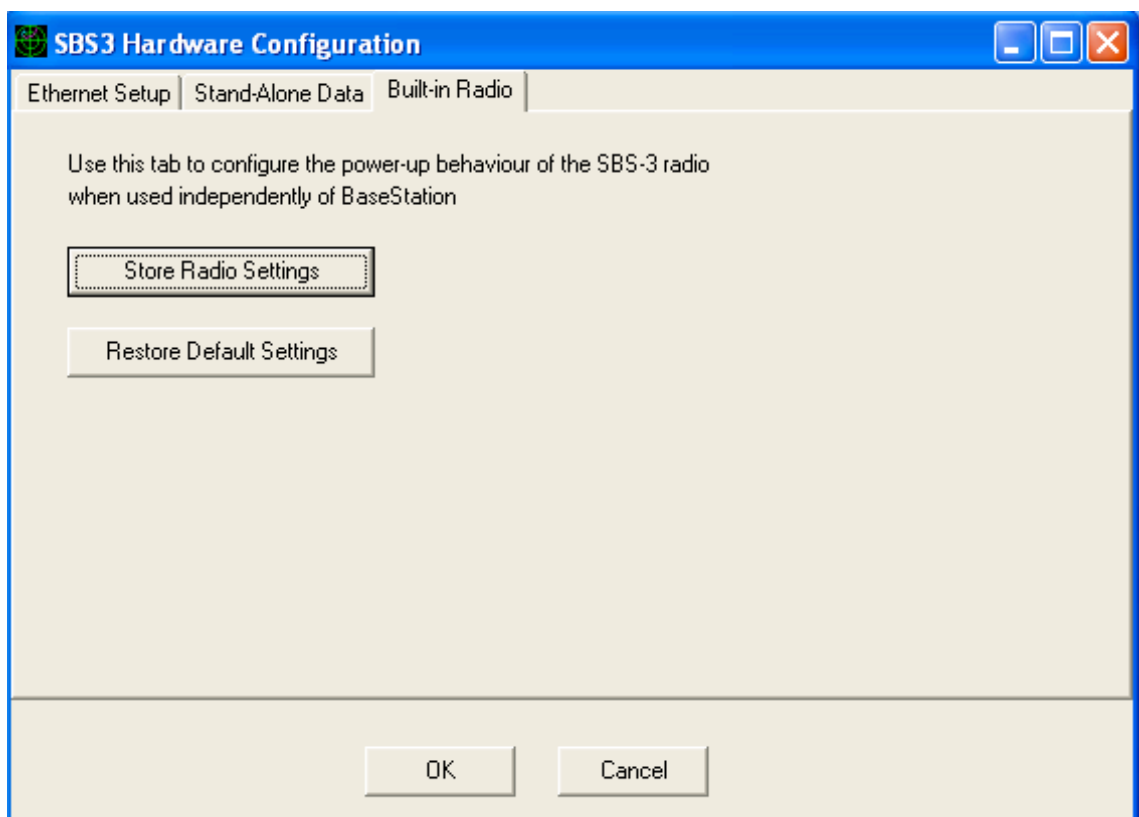 SBS3 Hardware Configuration
Ethernet Setup
Stand-Alone Data
Built-in Radio
Use this tab to configure the power-up behaviour of the SBS-3 radio
when used independently of BaseStation
Store Radio Settings
Restore Default Settings
OK
Cancel